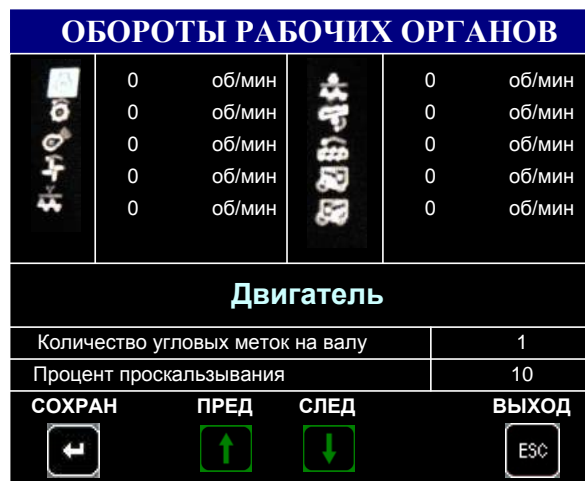 ОБОРОТЫ РАБОЧИХ ОРГАНОВ
0 об/мин 0 об/мин
0 об/мин 0 об/мин
0 об/мин 0 об/мин
0 об/мин 0 об/мин
0 об/мин 0 об/мин
Двигатель
Количество угловых меток на валу 1
Процент проскальзывания 10
СОХРАН ПРЕД СЛЕД ВЫХОД
ESC